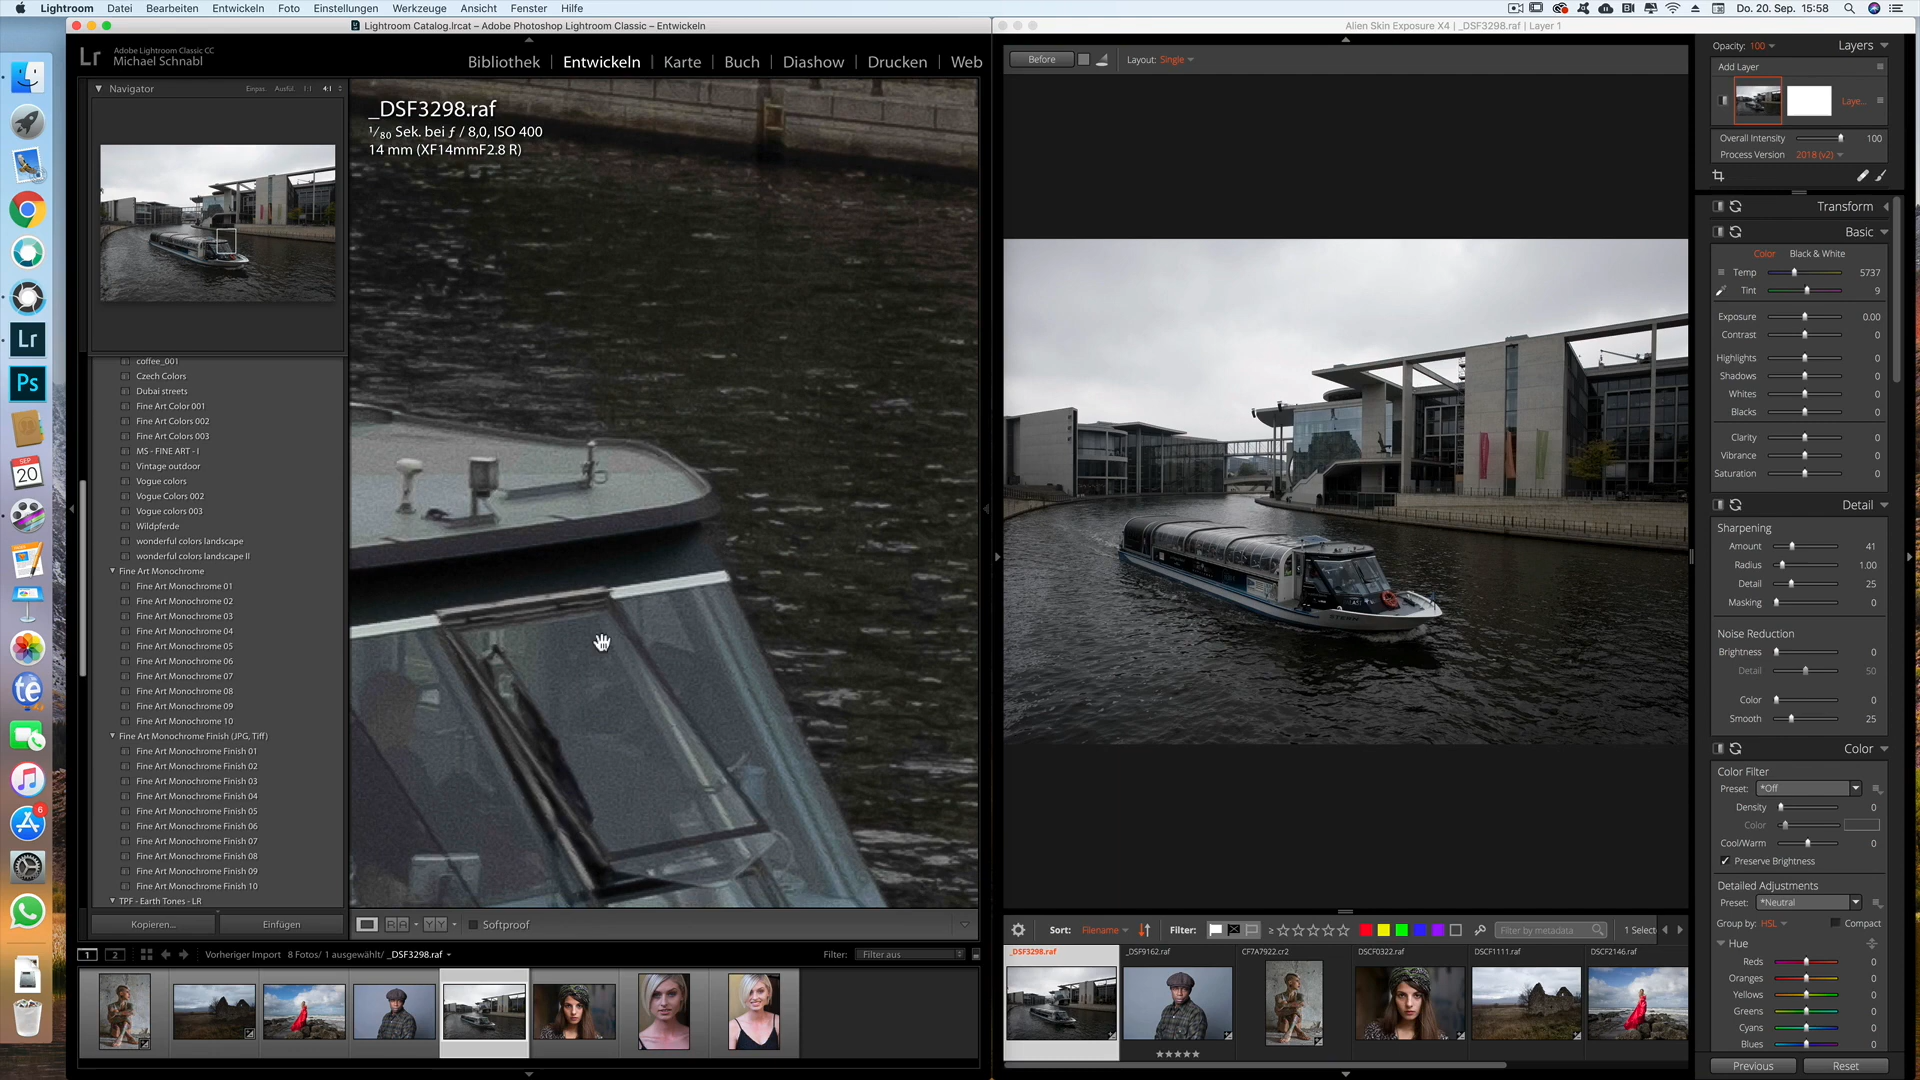 Lightroom Datei Bearbeiten Entwickeln Foto Einstellungen Werkzeuge Ansicht Fenster Hilfe
Do. 20. Sep. 15:58
Lightroom Catalog.lrcat – Adobe Photoshop Lightroom Classic – Entwickeln
Alien Skin Exposure X4 | _DSF3298.raf | Layer 1
Lr
Adobe Lightroom Classic CC
Michael Schnabl
Bibliothek | Entwickeln | Karte | Buch | Diashow | Drucken | Web
Navigator Einpas. Ausfül. 1:1 4:1
_DSF3298.raf
1/80 Sek. bei ƒ / 8,0, ISO 400
14 mm (XF14mmF2.8 R)
coffee_001
Czech Colors
Dubai streets
Fine Art Color 001
Fine Art Colors 002
Fine Art Colors 003
MS - FINE ART - I
Vintage outdoor
Vogue colors
Vogue Colors 002
Vogue colors 003
Wildpferde
wonderful colors landscape
wonderful colors landscape II
Fine Art Monochrome
Fine Art Monochrome 01
Fine Art Monochrome 02
Fine Art Monochrome 03
Fine Art Monochrome 04
Fine Art Monochrome 05
Fine Art Monochrome 06
Fine Art Monochrome 07
Fine Art Monochrome 08
Fine Art Monochrome 09
Fine Art Monochrome 10
Fine Art Monochrome Finish (JPG, Tiff)
Fine Art Monochrome Finish 01
Fine Art Monochrome Finish 02
Fine Art Monochrome Finish 03
Fine Art Monochrome Finish 04
Fine Art Monochrome Finish 05
Fine Art Monochrome Finish 06
Fine Art Monochrome Finish 07
Fine Art Monochrome Finish 08
Fine Art Monochrome Finish 09
Fine Art Monochrome Finish 10
TPF - Earth Tones - LR
Kopieren... Einfügen
Softproof
1 2 Vorheriger Import 8 Fotos/ 1 ausgewählt/ _DSF3298.raf
Filter: Filter aus
Lr
Ps
SEP
20
te
6
Before Layout: Single
STERN
Sort: Filename Filter: Filter by metadata 1 Select
_DSF3298.raf _DSF9162.raf CF7A7922.cr2 DSCF0322.raf DSCF1111.raf DSCF2146.raf
Opacity: 100 Layers
Add Layer
Laye...
Overall Intensity 100
Process Version 2018 (v2)
Transform
Basic
Color Black & White
Temp 5737
Tint 9
Exposure 0.00
Contrast 0
Highlights 0
Shadows 0
Whites 0
Blacks 0
Clarity 0
Vibrance 0
Saturation 0
Detail
Sharpening
Amount 41
Radius 1.00
Detail 25
Masking 0
Noise Reduction
Brightness 0
Detail 50
Color 0
Smooth 25
Color
Color Filter
Preset: *Off
Density 0
Color
Cool/Warm 0
Preserve Brightness
Detailed Adjustments
Preset: *Neutral
Group by: HSL Compact
Hue
Reds 0
Oranges 0
Yellows 0
Greens 0
Cyans 0
Blues 0
Previous Reset